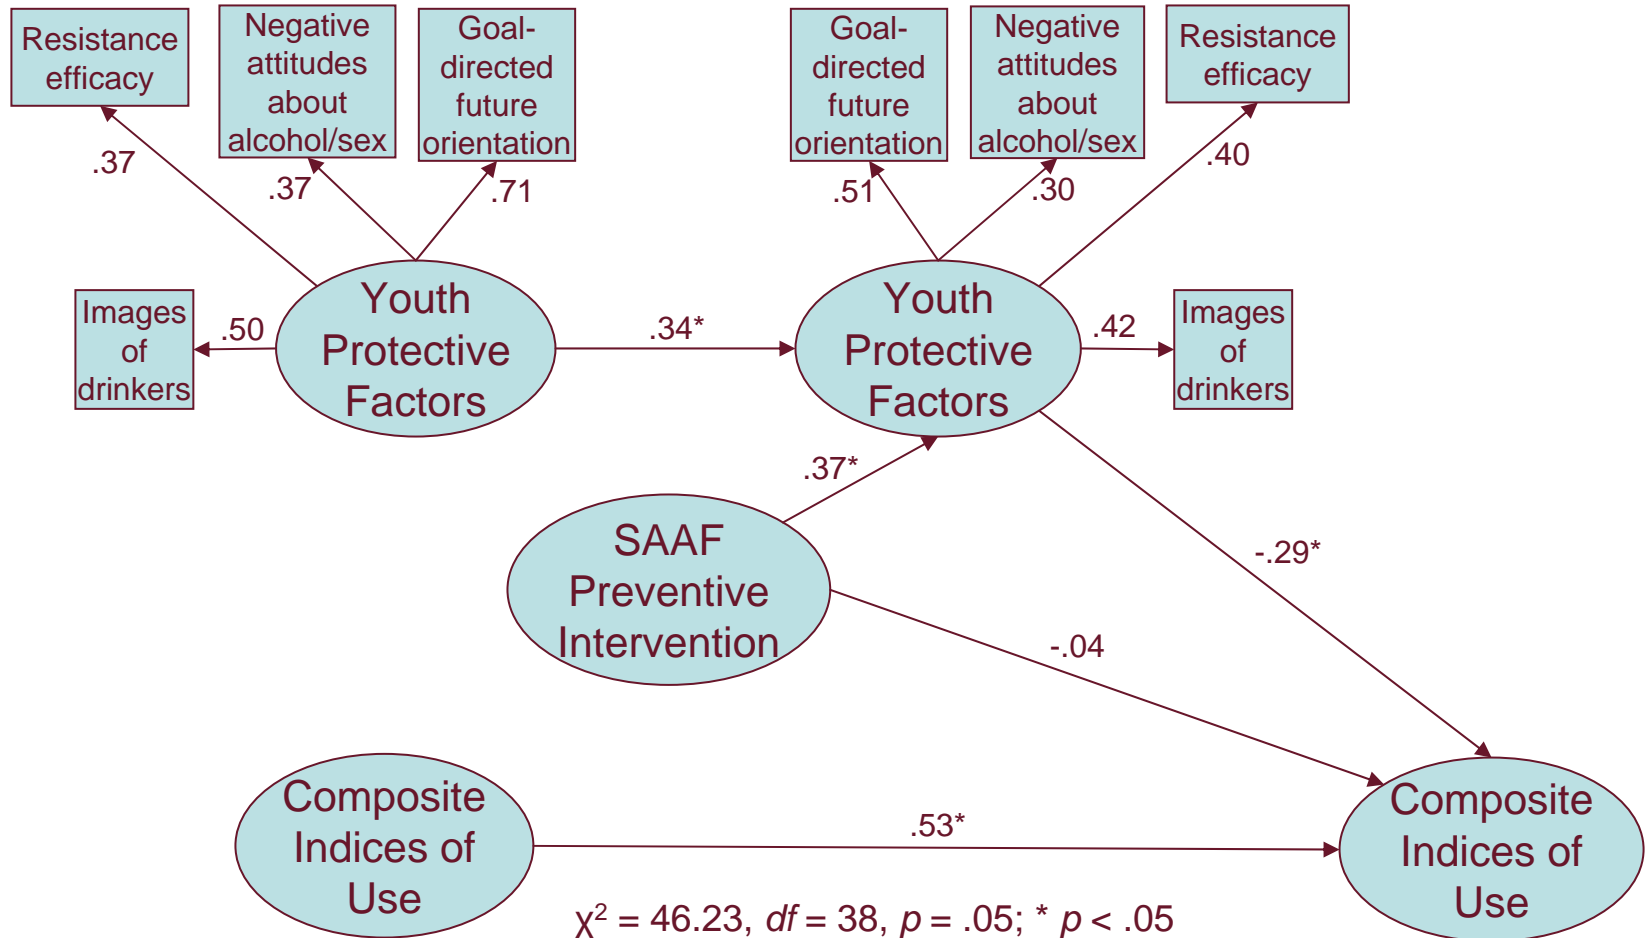 Resistance
efficacy
Negative
attitudes
about
alcohol/sex
Goal-
directed
future
orientation
Goal-
directed
future
orientation
Negative
attitudes
about
alcohol/sex
Resistance
efficacy
.37
.37
.71
.51
.30
.40
Images
of
drinkers
.50
Youth
Protective
Factors
.34*
Youth
Protective
Factors
.42
Images
of
drinkers
.37*
SAAF
Preventive
Intervention
-.29*
-.04
Composite
Indices of
Use
.53*
Composite
Indices of
Use
χ² = 46.23, df = 38, p = .05; * p < .05